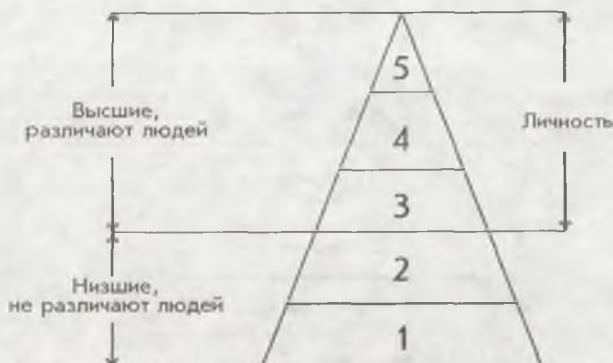 5
Высшие,
различают людей
Личность
4
3
2
Низшие,
не различают людей
1